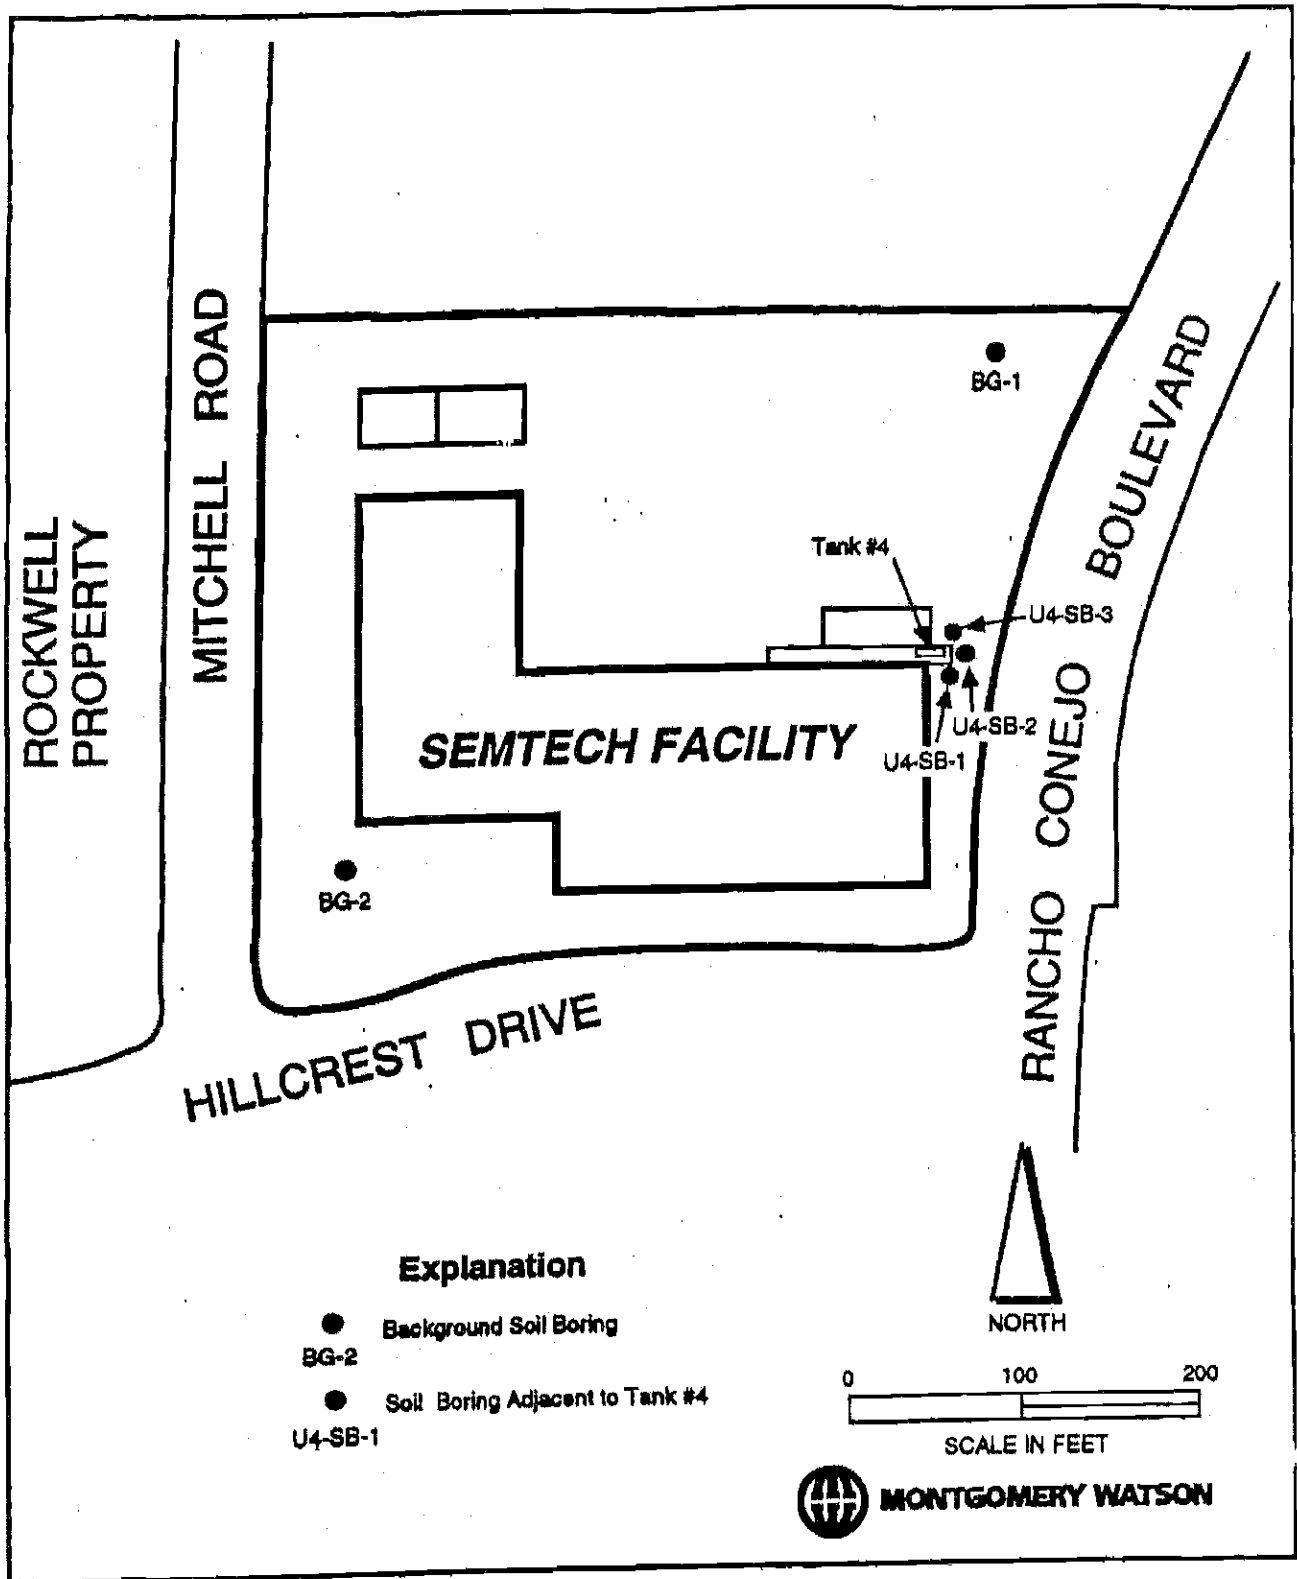 ROCKWELL
PROPERTY
MITCHELL ROAD
BG-1
Tank #4
U4-SB-3
U4-SB-2
U4-SB-1
SEMTECH FACILITY
BG-2
RANCHO CONEJO BOULEVARD
HILLCREST DRIVE
Explanation
Background Soil Boring
BG-2
Soil Boring Adjacent to Tank #4
U4-SB-1
NORTH
0 100 200
SCALE IN FEET
MONTGOMERY WATSON